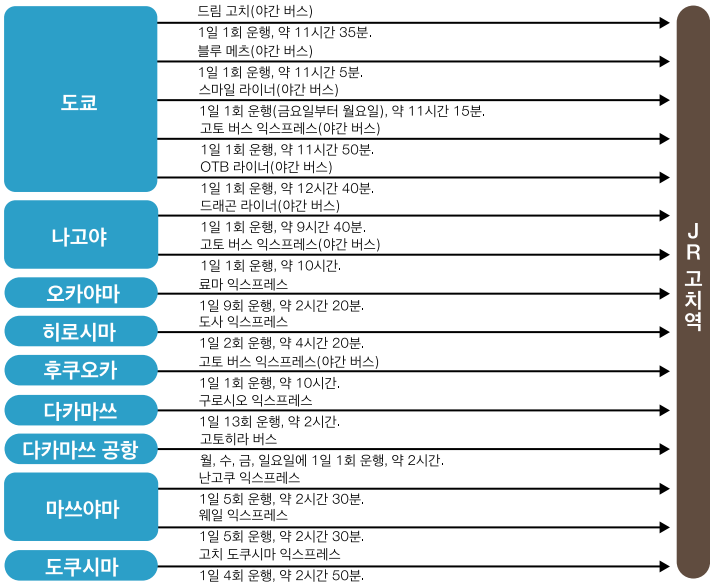 도쿄
드림 고치(야간 버스)
1일 1회 운행, 약 11시간 35분.
블루 메츠(야간 버스)
1일 1회 운행, 약 11시간 5분.
스마일 라이너(야간 버스)
1일 1회 운행(금요일부터 월요일), 약 11시간 15분.
고토 버스 익스프레스(야간 버스)
1일 1회 운행, 약 11시간 50분.
OTB 라이너(야간 버스)
1일 1회 운행, 약 12시간 40분.
나고야
드래곤 라이너(야간 버스)
1일 1회 운행, 약 9시간 40분.
고토 버스 익스프레스(야간 버스)
1일 1회 운행, 약 10시간.
오카야마
료마 익스프레스
1일 9회 운행, 약 2시간 20분.
히로시마
도사 익스프레스
1일 2회 운행, 약 4시간 20분.
후쿠오카
고토 버스 익스프레스(야간 버스)
1일 1회 운행, 약 10시간.
다카마쓰
구로시오 익스프레스
1일 13회 운행, 약 2시간.
다카마쓰 공항
고토히라 버스
월, 수, 금, 일요일에 1일 1회 운행, 약 2시간.
마쓰야마
난고쿠 익스프레스
1일 5회 운행, 약 2시간 30분.
웨일 익스프레스
1일 5회 운행, 약 2시간 30분.
도쿠시마
고치 도쿠시마 익스프레스
1일 4회 운행, 약 2시간 50분.
JR 고치역